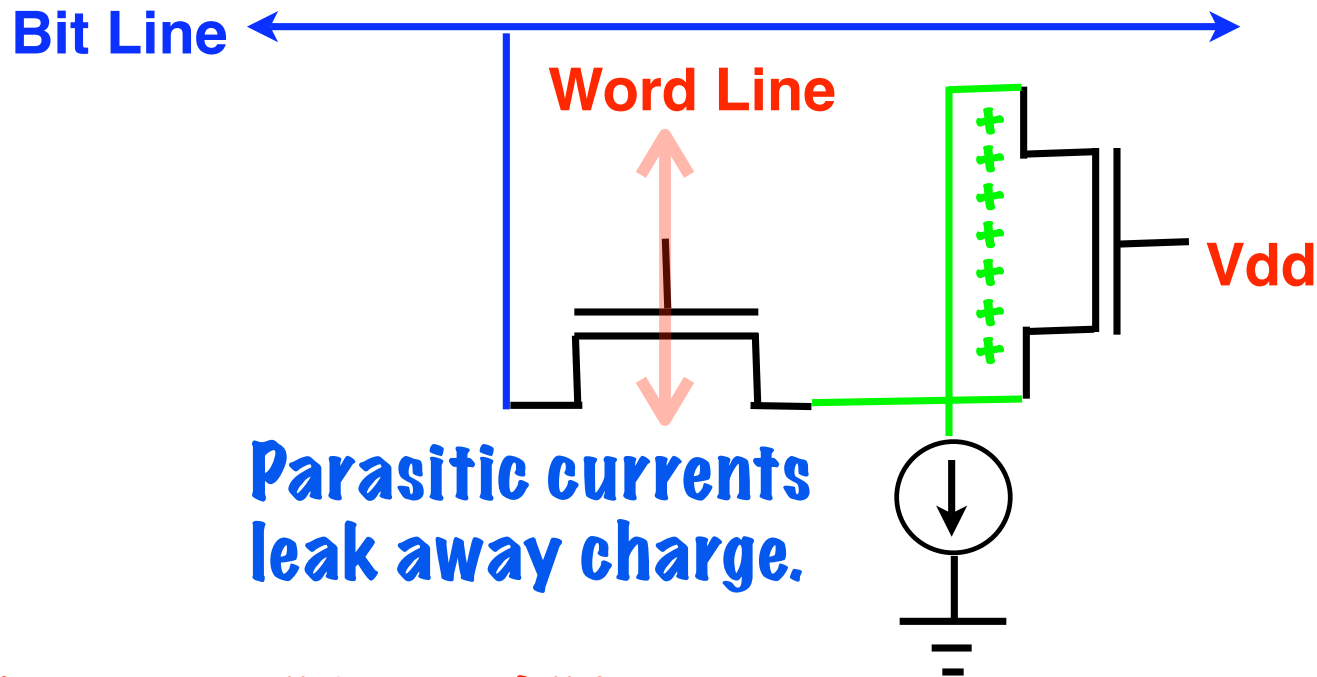 Bit Line
Word Line
+
+
+
+
+
+
+
Vdd
Parasitic currents
leak away charge.